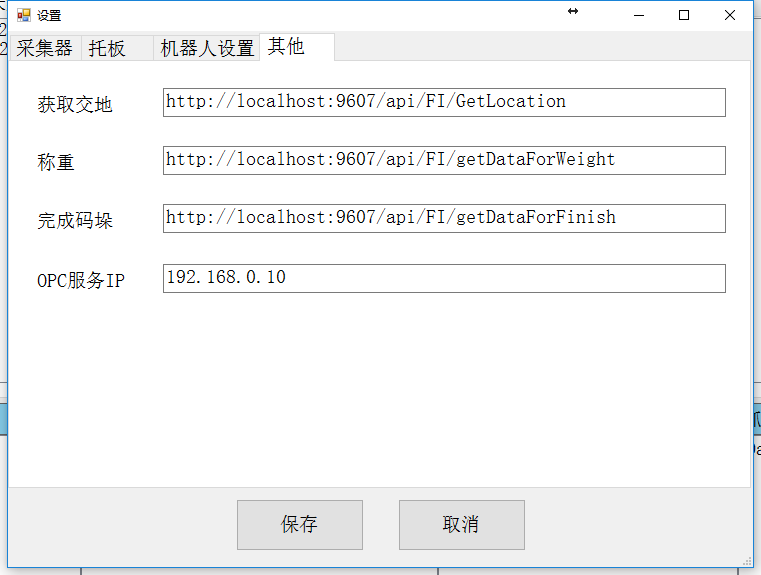 设置
采集器 托板 机器人设置 其他
获取交地 http://localhost:9607/api/FI/GetLocation
称重 http://localhost:9607/api/FI/getDataForWeight
完成码垛 http://localhost:9607/api/FI/getDataForFinish
OPC服务IP 192.168.0.10
保存 取消